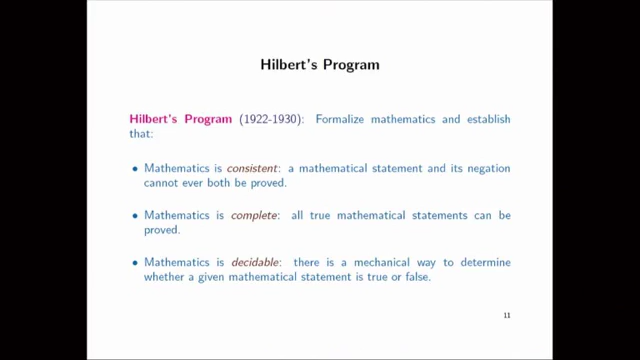 Hilbert's Program
Hilbert's Program (1922-1930): Formalize mathematics and establish
that:
• Mathematics is consistent: a mathematical statement and its negation
cannot ever both be proved.
• Mathematics is complete: all true mathematical statements can be
proved.
• Mathematics is decidable: there is a mechanical way to determine
whether a given mathematical statement is true or false.
11